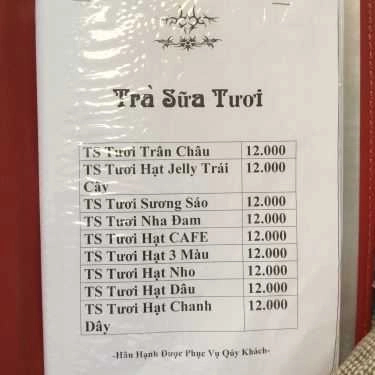 Trà Sữa Tươi
TS Tươi Trân Châu 12.000
TS Tươi Hạt Jelly Trái 12.000
Cây
TS Tươi Sương Sáo 12.000
TS Tươi Nha Đam 12.000
TS Tươi Hạt CAFE 12.000
TS Tươi Hạt 3 Màu 12.000
TS Tươi Hạt Nho 12.000
TS Tươi Hạt Dâu 12.000
TS Tươi Hạt Chanh 12.000
Dây
-Hân Hạnh Được Phục Vụ Qúy Khách-